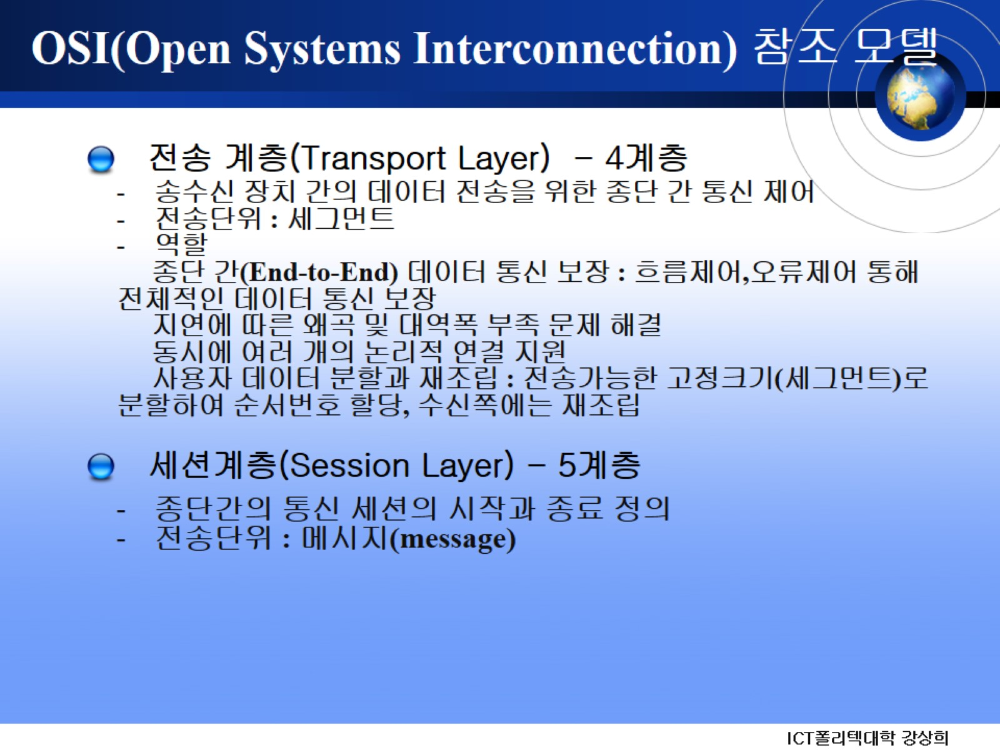 OSI(Open Systems Interconnection) 참조 모델
전송 계층(Transport Layer) – 4계층
- 송수신 장치 간의 데이터 전송을 위한 종단 간 통신 제어
- 전송단위 : 세그먼트
- 역할
종단 간(End-to-End) 데이터 통신 보장 : 흐름제어,오류제어 통해
전체적인 데이터 통신 보장
지연에 따른 왜곡 및 대역폭 부족 문제 해결
동시에 여러 개의 논리적 연결 지원
사용자 데이터 분할과 재조립 : 전송가능한 고정크기(세그먼트)로
분할하여 순서번호 할당, 수신쪽에는 재조립
세션계층(Session Layer) – 5계층
- 종단간의 통신 세션의 시작과 종료 정의
- 전송단위 : 메시지(message)
ICT폴리텍대학 강상희